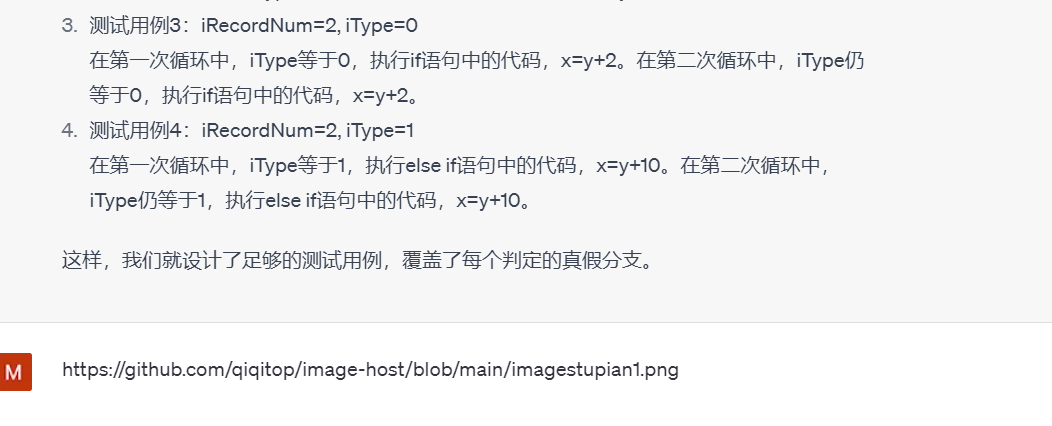 3. 测试用例3：iRecordNum=2, iType=0
在第一次循环中，iType等于0，执行if语句中的代码，x=y+2。在第二次循环中，iType仍
等于0，执行if语句中的代码，x=y+2。
4. 测试用例4：iRecordNum=2, iType=1
在第一次循环中，iType等于1，执行else if语句中的代码，x=y+10。在第二次循环中，
iType仍等于1，执行else if语句中的代码，x=y+10。
这样，我们就设计了足够的测试用例，覆盖了每个判定的真假分支。
M
https://github.com/qiqitop/image-host/blob/main/imagestupian1.png